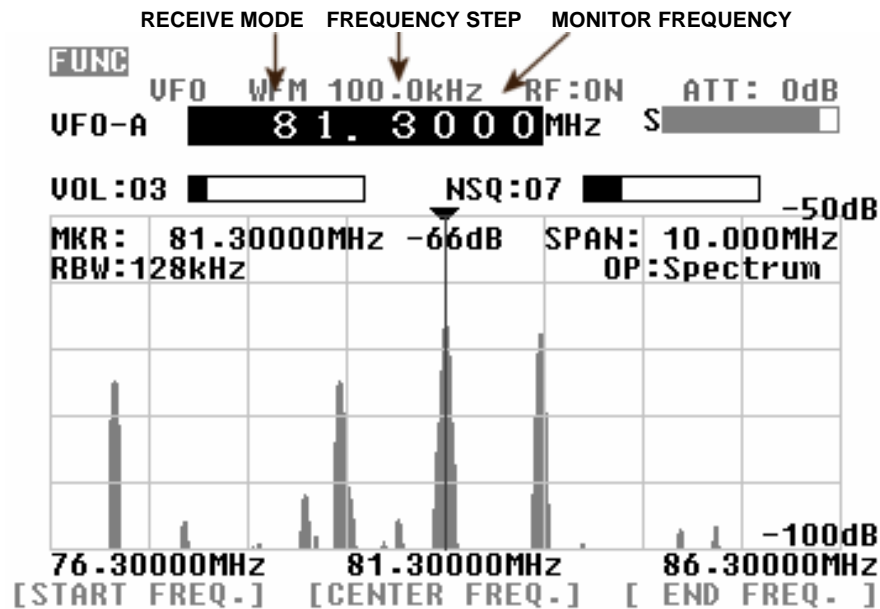 RECEIVE MODE FREQUENCY STEP MONITOR FREQUENCY
FUNC
VFO WFM 100.0kHz RF:ON ATT: 0dB
VFO-A 81.3000MHz S
VOL:03 NSQ:07
-50dB
MKR: 81.30000MHz -66dB SPAN: 10.000MHz
RBW:128kHz OP:Spectrum
-100dB
76.30000MHz 81.30000MHz 86.30000MHz
[START FREQ.] [CENTER FREQ.] [ END FREQ. ]